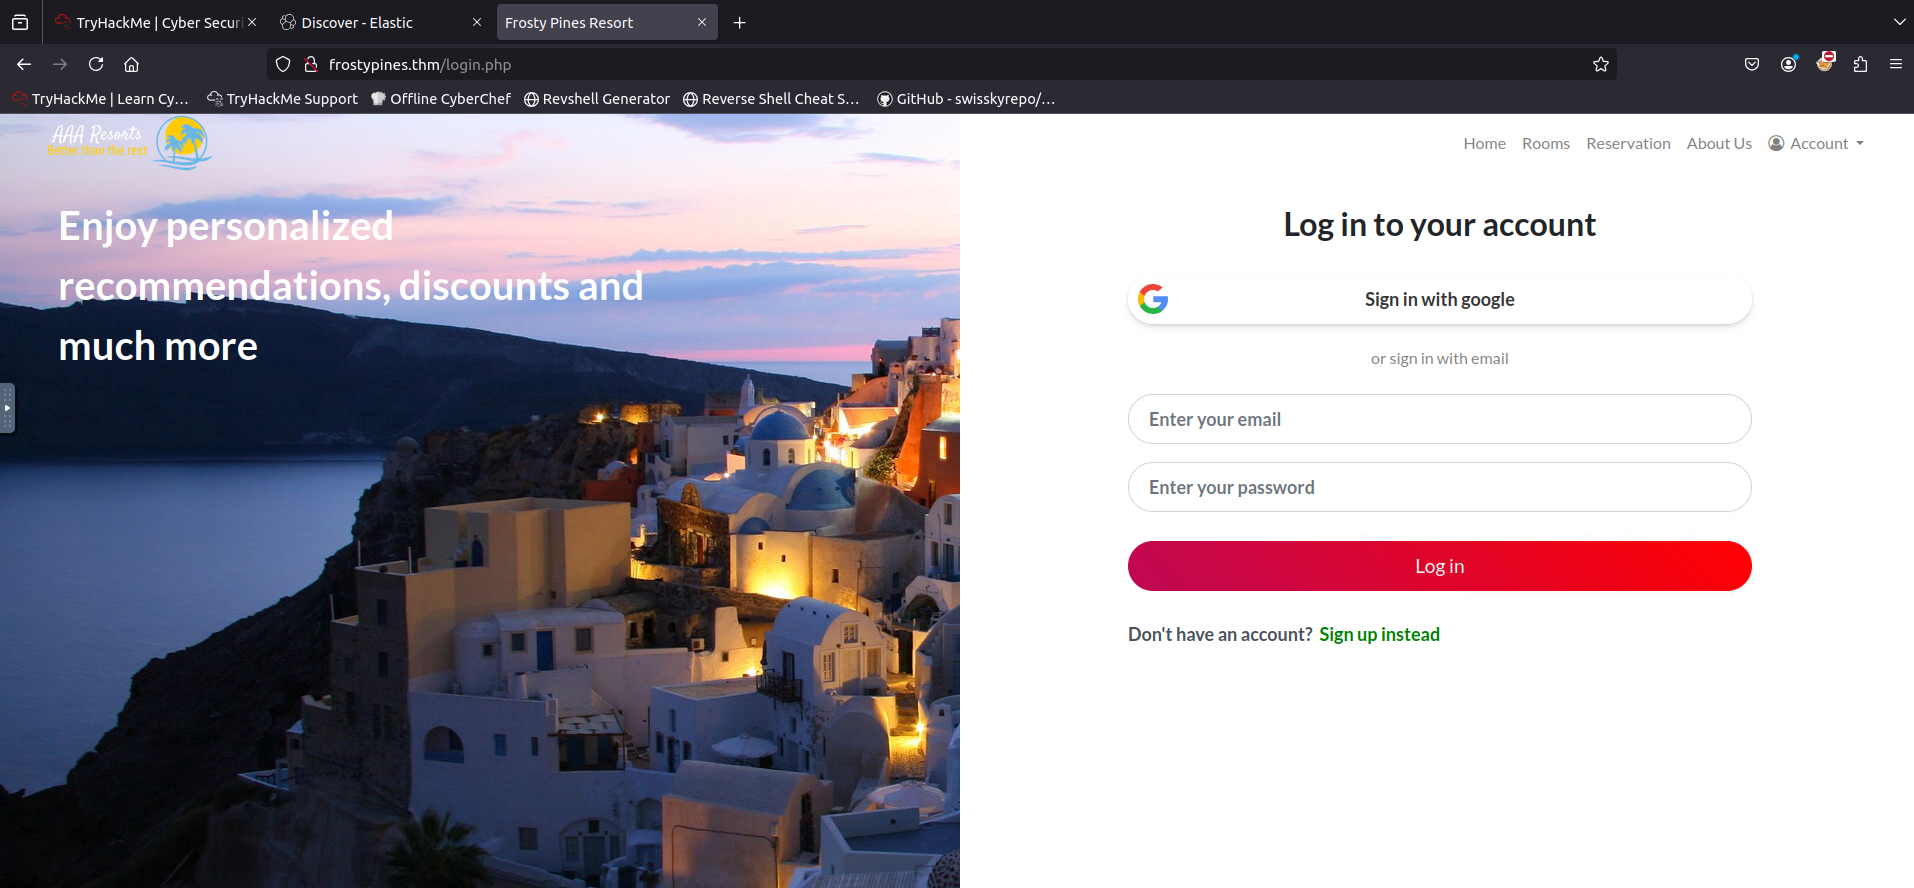 TryHackMe | Cyber Securi
Discover - Elastic
Frosty Pines Resort
frostypines.thm/login.php
TryHackMe | Learn Cy...
TryHackMe Support
Offline CyberChef
Revshell Generator
Reverse Shell Cheat S...
GitHub - swisskyrepo/...
AAA Resorts
Better than the rest
Home
Rooms
Reservation
About Us
Account
Enjoy personalized
recommendations, discounts and
much more
Log in to your account
Sign in with google
or sign in with email
Enter your email
Enter your password
Log in
Don't have an account? Sign up instead